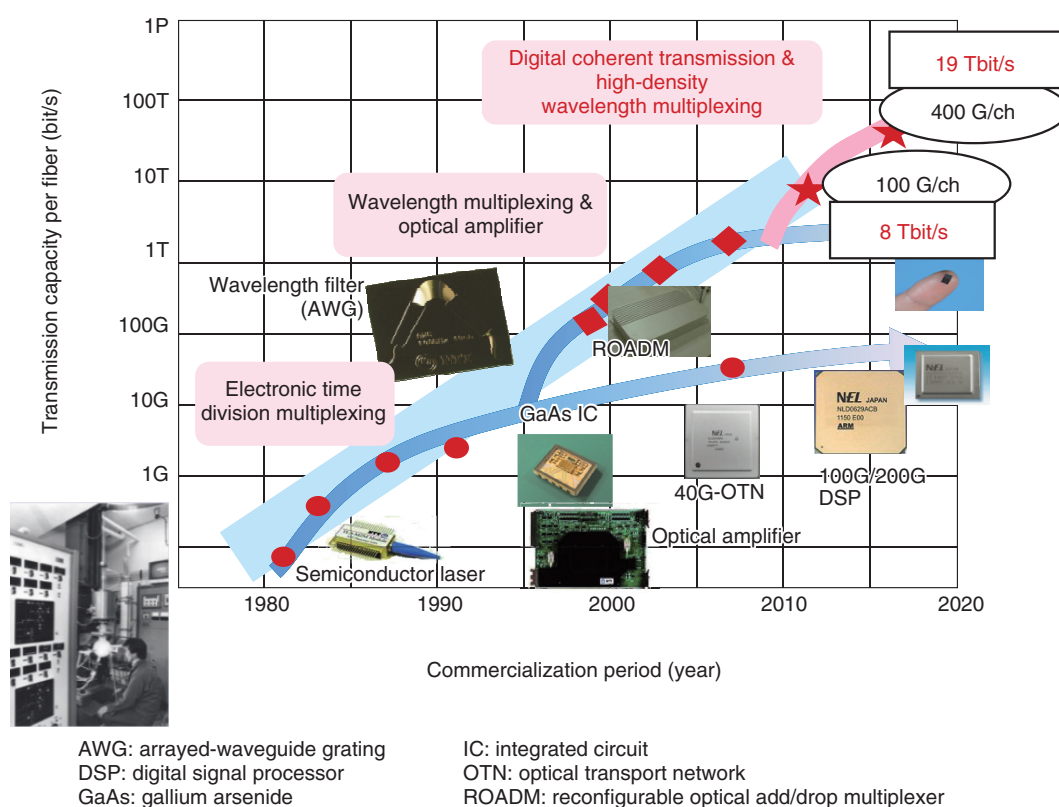 1P
100T
10T
1T
100G
10G
1G
Transmission capacity per fiber (bit/s)
Digital coherent transmission &
high-density
wavelength multiplexing
19 Tbit/s
400 G/ch
100 G/ch
8 Tbit/s
Wavelength multiplexing &
optical amplifier
Wavelength filter
(AWG)
ROADM
Electronic time
division multiplexing
GaAs IC
NEL JAPAN
NLD0629ACB
1150 E00
ARM
NEL
NEL
40G-OTN
100G/200G
DSP
Optical amplifier
Semiconductor laser
1980
1990
2000
2010
2020
Commercialization period (year)
AWG: arrayed-waveguide grating
DSP: digital signal processor
GaAs: gallium arsenide
IC: integrated circuit
OTN: optical transport network
ROADM: reconfigurable optical add/drop multiplexer